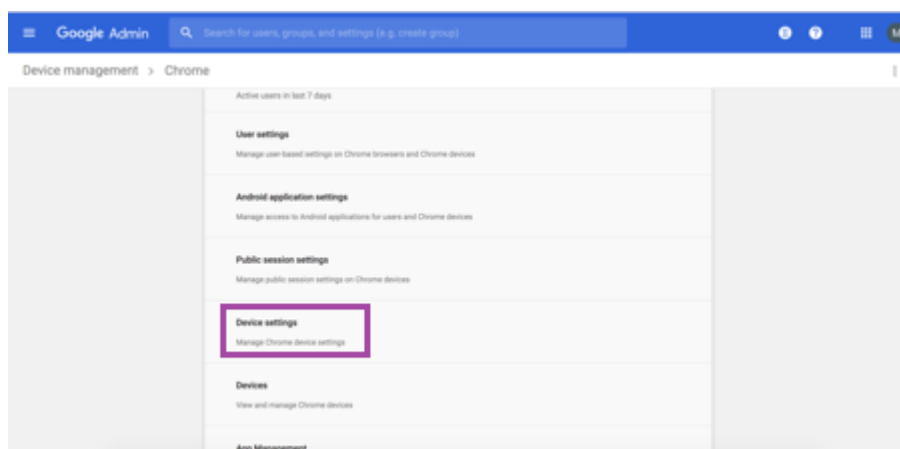 Google Admin
Search for users, groups, and settings (e.g. create group)
Device management > Chrome
Active users in last 7 days
User settings
Manage user-based settings on Chrome browsers and Chrome devices
Android application settings
Manage access to Android applications for users and Chrome devices
Public session settings
Manage public session settings on Chrome devices
Device settings
Manage Chrome device settings
Devices
View and manage Chrome devices
App Management